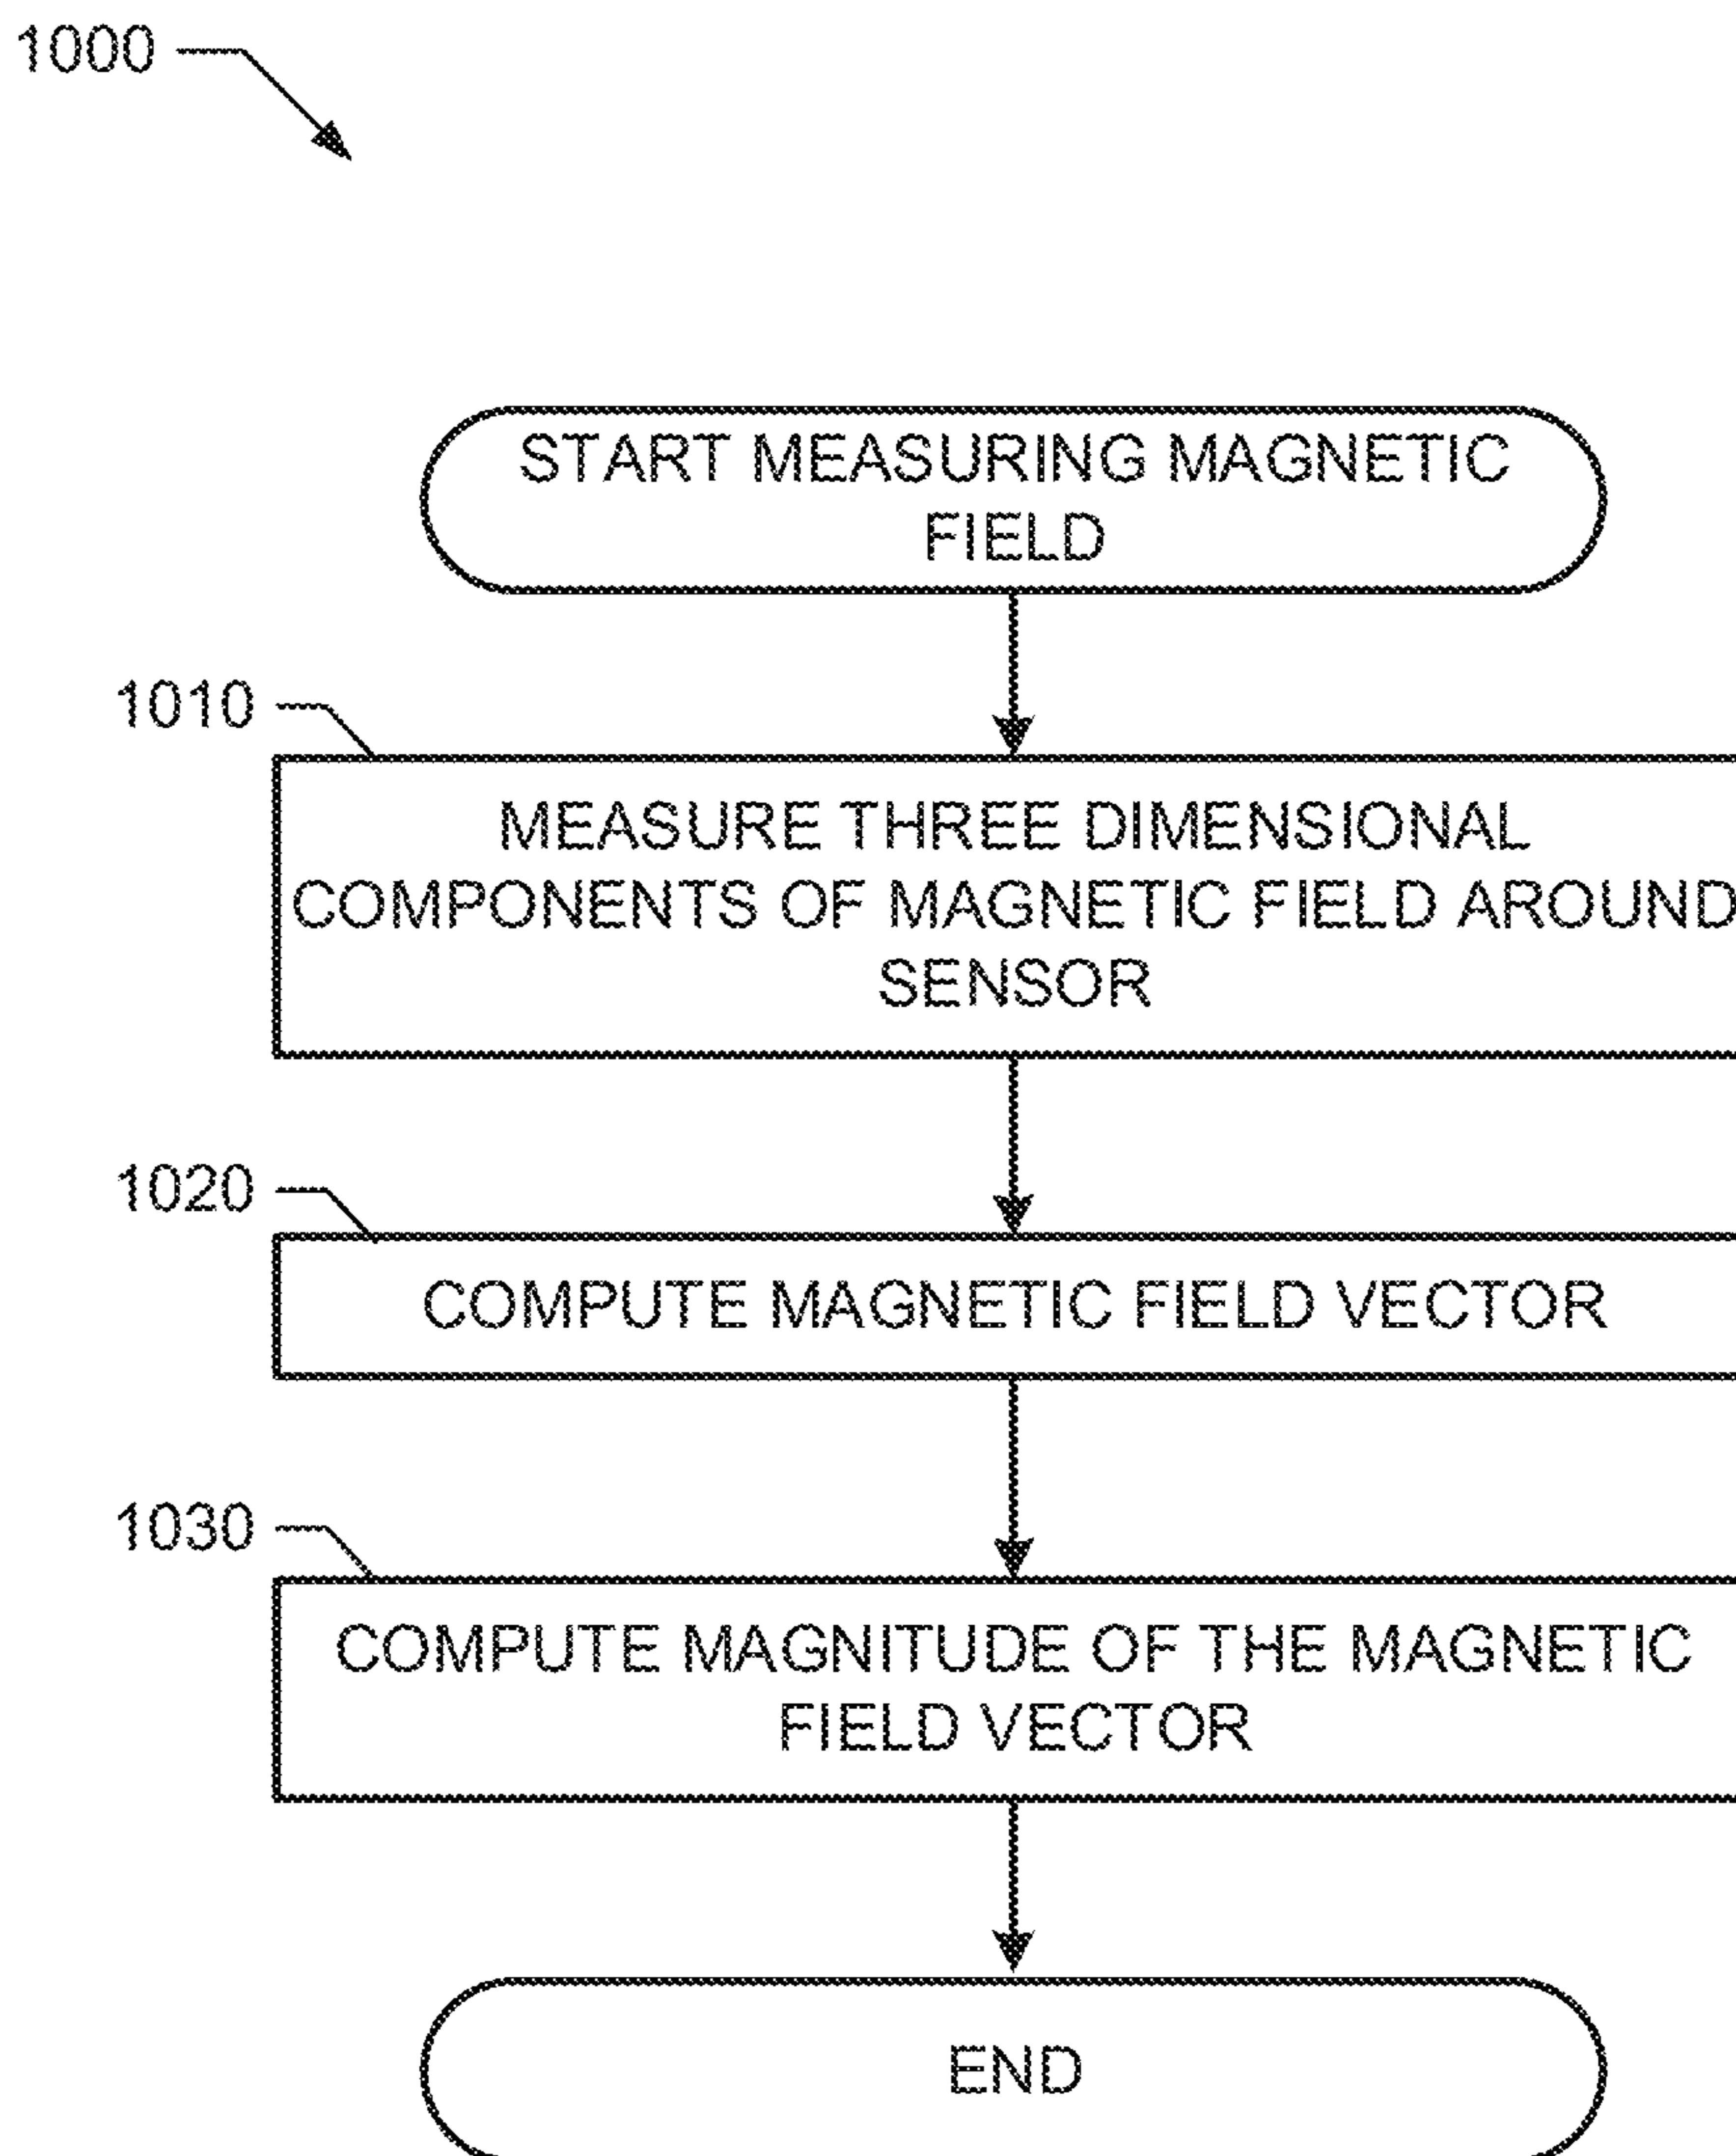 1000
START MEASURING MAGNETIC
FIELD
1010
MEASURE THREE DIMENSIONAL
COMPONENTS OF MAGNETIC FIELD AROUND
SENSOR
1020
COMPUTE MAGNETIC FIELD VECTOR
1030
COMPUTE MAGNITUDE OF THE MAGNETIC
FIELD VECTOR
END